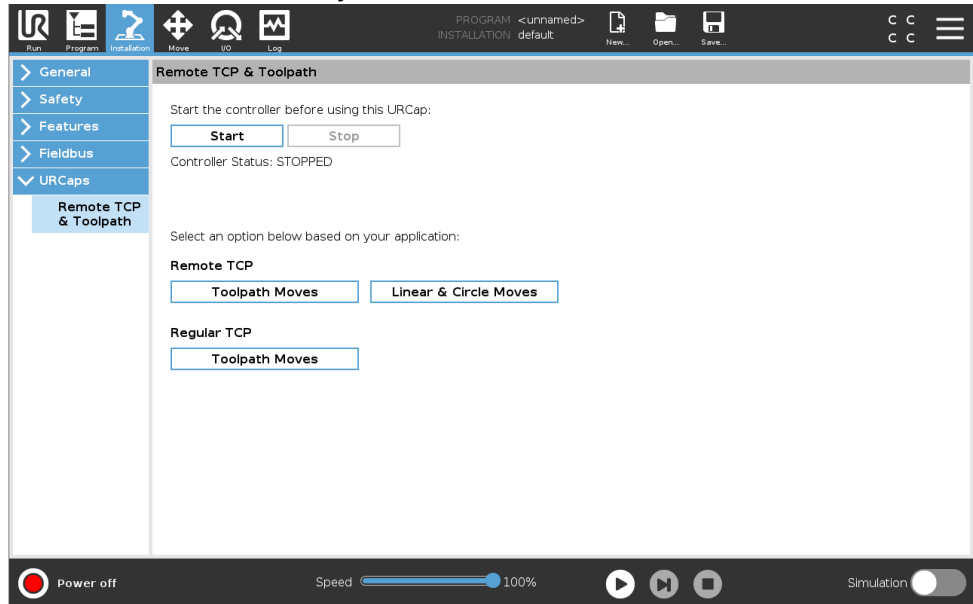 UR
Run Program Installation Move I/O Log
PROGRAM <unnamed>
INSTALLATION default
New... Open... Save...
C C
C C
General
Safety
Features
Fieldbus
URCaps
Remote TCP
& Toolpath
Remote TCP & Toolpath
Start the controller before using this URCap:
Start Stop
Controller Status: STOPPED
Select an option below based on your application:
Remote TCP
Toolpath Moves Linear & Circle Moves
Regular TCP
Toolpath Moves
Power off
Speed 100%
Simulation